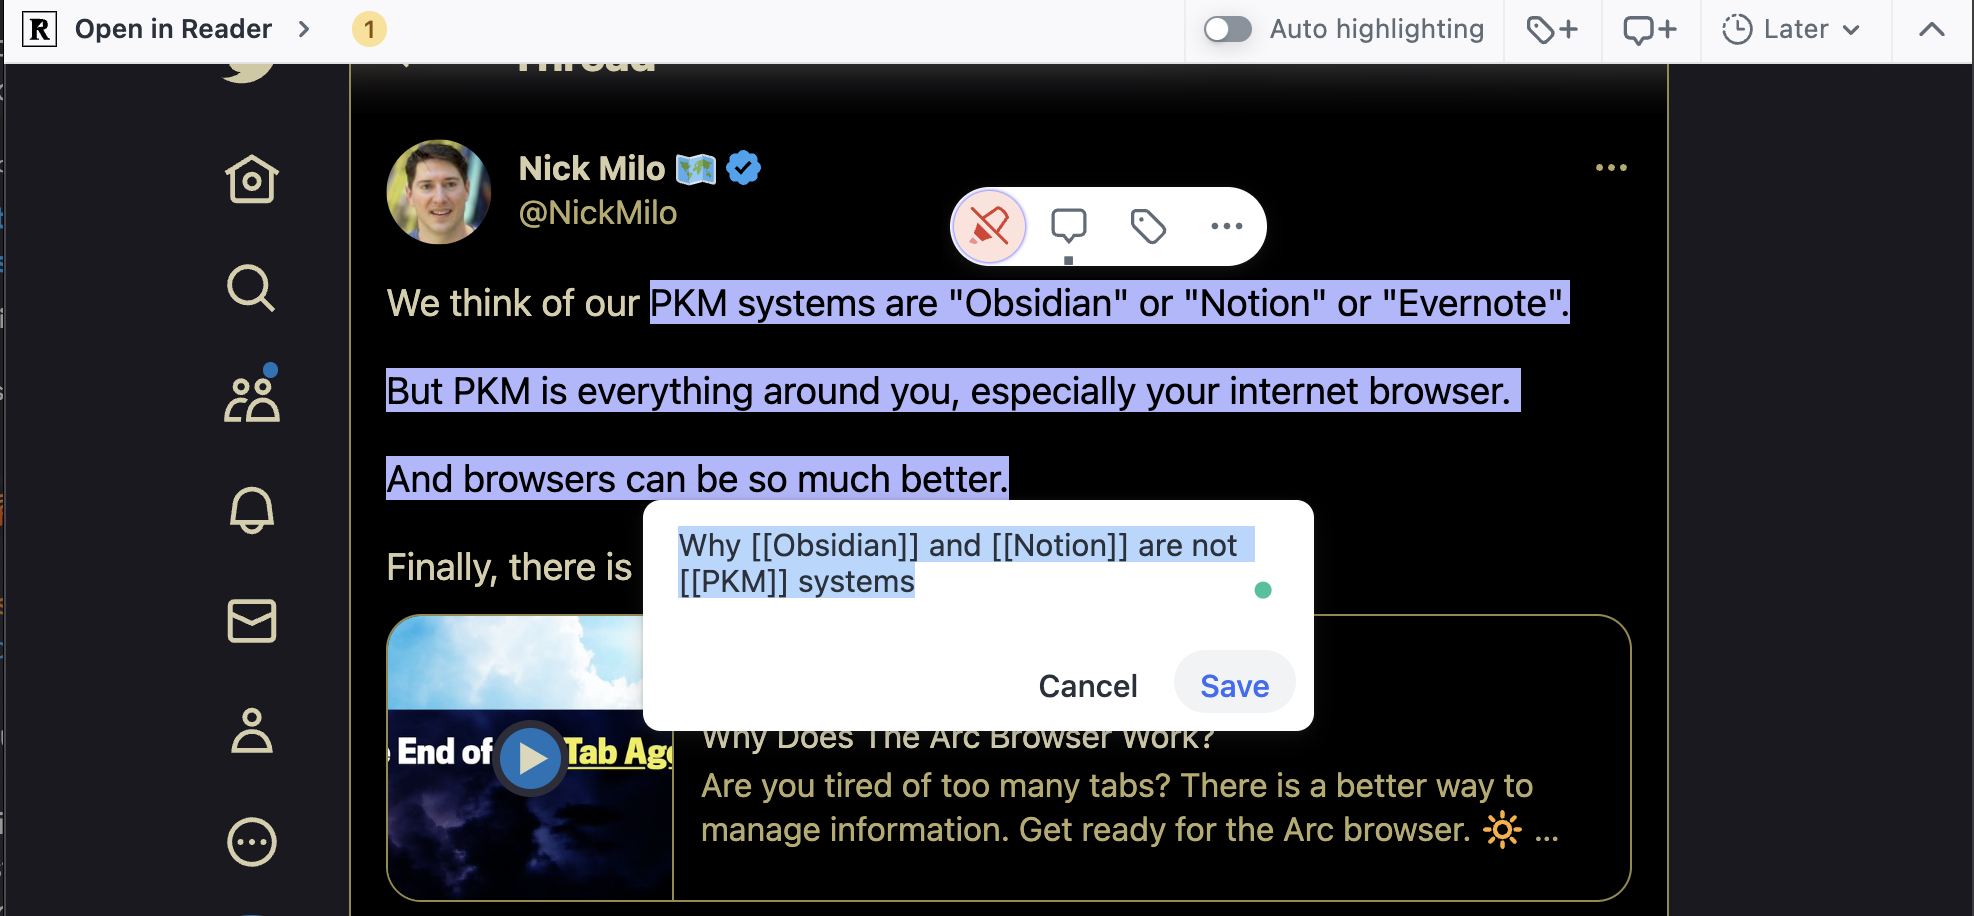 R Open in Reader 1 Auto highlighting Later
Thread
Nick Milo
@NickMilo
We think of our PKM systems are "Obsidian" or "Notion" or "Evernote".
But PKM is everything around you, especially your internet browser.
And browsers can be so much better.
Finally, there is
Why [[Obsidian]] and [[Notion]] are not
[[PKM]] systems
Cancel Save
End of Tab Age
Why Does The Arc Browser Work?
Are you tired of too many tabs? There is a better way to
manage information. Get ready for the Arc browser. 🔆 ...